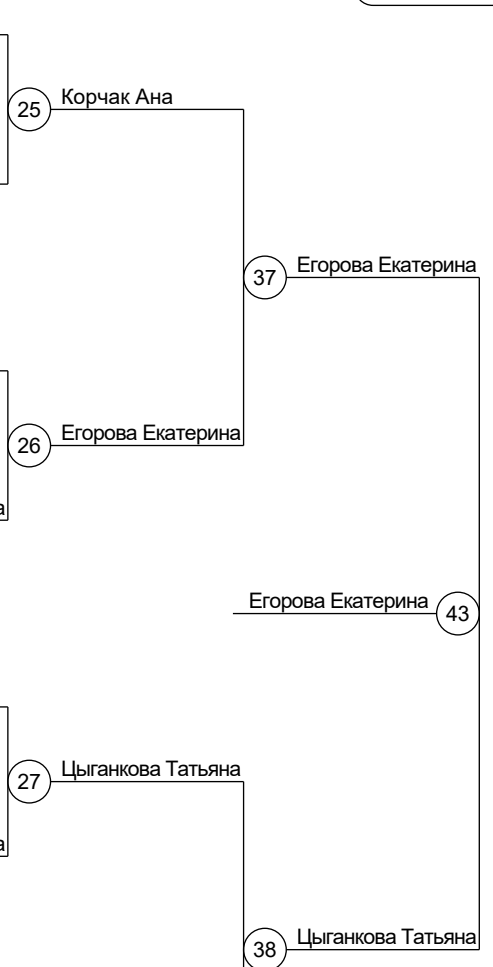 25 Корчак Ана
37 Егорова Екатерина
26 Егорова Екатерина
а
Егорова Екатерина 43
27 Цыганкова Татьяна
а
38 Цыганкова Татьяна